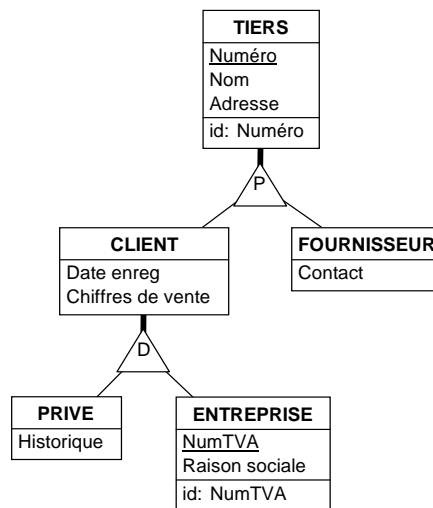 TIERS
Numéro
Nom
Adresse
id: Numéro
P
CLIENT
Date enreg
Chiffres de vente
FOURNISSEUR
Contact
D
PRIVE
Historique
ENTREPRISE
NumTVA
Raison sociale
id: NumTVA